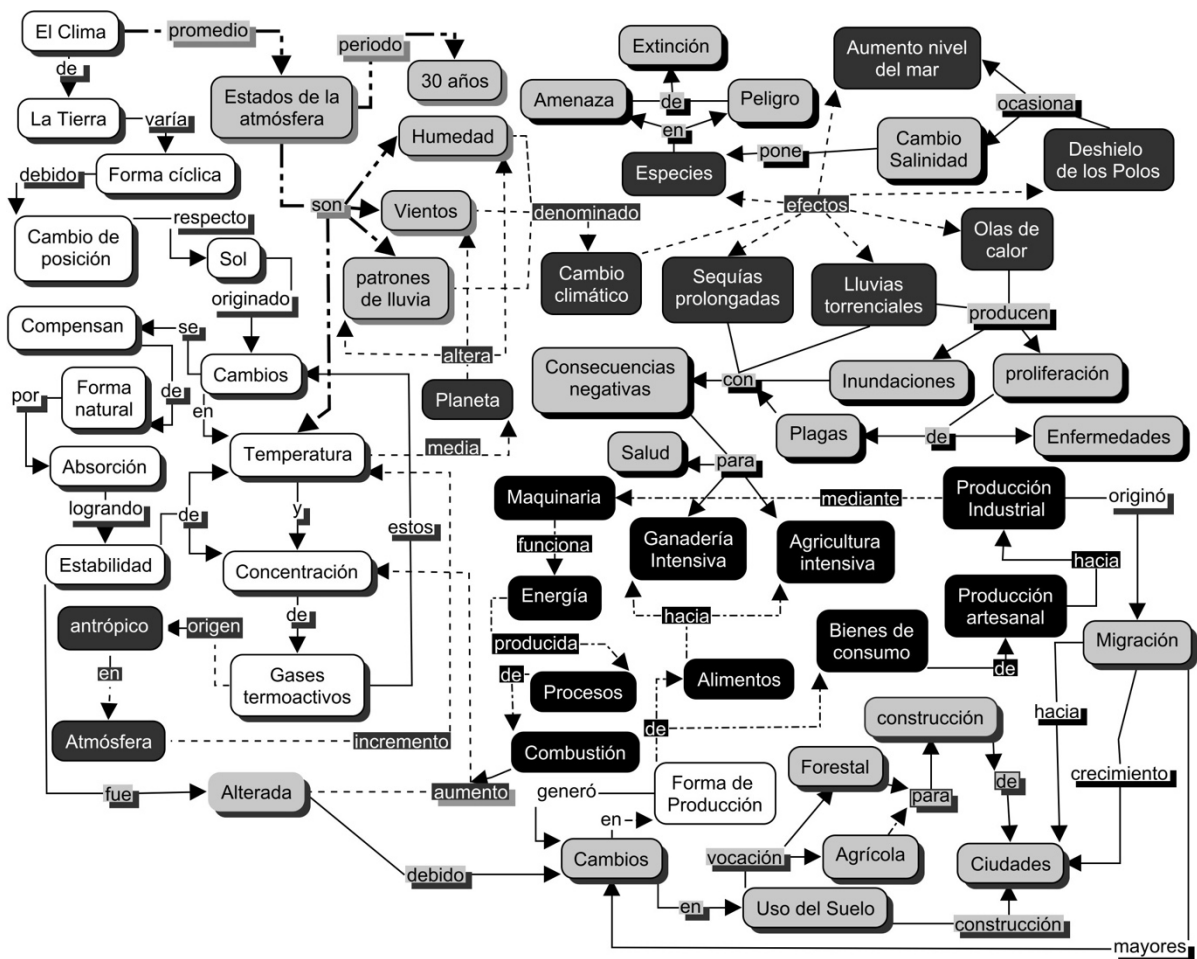 El Clima
promedio
periodo
30 años
de
Estados de la
atmósfera
La Tierra
varía
Forma cíclica
debido
Cambio de
posición
respecto
Sol
originado
son
Humedad
Vientos
patrones
de lluvia
denominado
Cambio
climático
Extinción
Amenaza
de
Peligro
en
Especies
pone
Aumento nivel
del mar
ocasiona
Cambio
Salinidad
Deshielo
de los Polos
efectos
Olas de
calor
Sequías
prolongadas
Lluvias
torrenciales
producen
Compensan
se
Cambios
Forma
natural
de
por
en
Absorción
Temperatura
media
Planeta
altera
logrando
de
y
estos
Estabilidad
Concentración
de
antrópico
origen
Gases
termoactivos
en
Atmósfera
incremento
fue
Alterada
aumento
debido
Consecuencias
negativas
con
Inundaciones
proliferación
Plagas
de
Enfermedades
Salud
para
Maquinaria
mediante
Producción
Industrial
originó
funciona
Ganadería
Intensiva
Agricultura
intensiva
hacia
Energía
Producción
artesanal
hacia
Bienes de
consumo
de
Migración
producida
de
Procesos
Alimentos
de
Combustión
construcción
hacia
crecimiento
generó
Forma de
Producción
Forestal
para
de
en
Cambios
vocación
Agrícola
Ciudades
en
Uso del Suelo
construcción
mayores